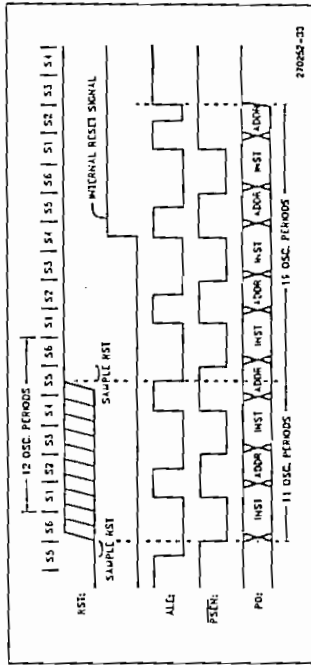 12 OSC. PERIODS
S5 | S6 | S1 | S2 | S3 | S4 | S5 | S6 | S1 | S2 | S3 | S4 | S5 | S6 | S1 | S2 | S3 | S4
RST:
SAMPLE RST
SAMPLE RST
INTERNAL RESET SIGNAL
ALE:
PSEN:
P0:
INST ADDR INST ADDR INST ADDR INST ADDR INST ADDR
11 OSC. PERIODS
19 OSC. PERIODS
270252-33